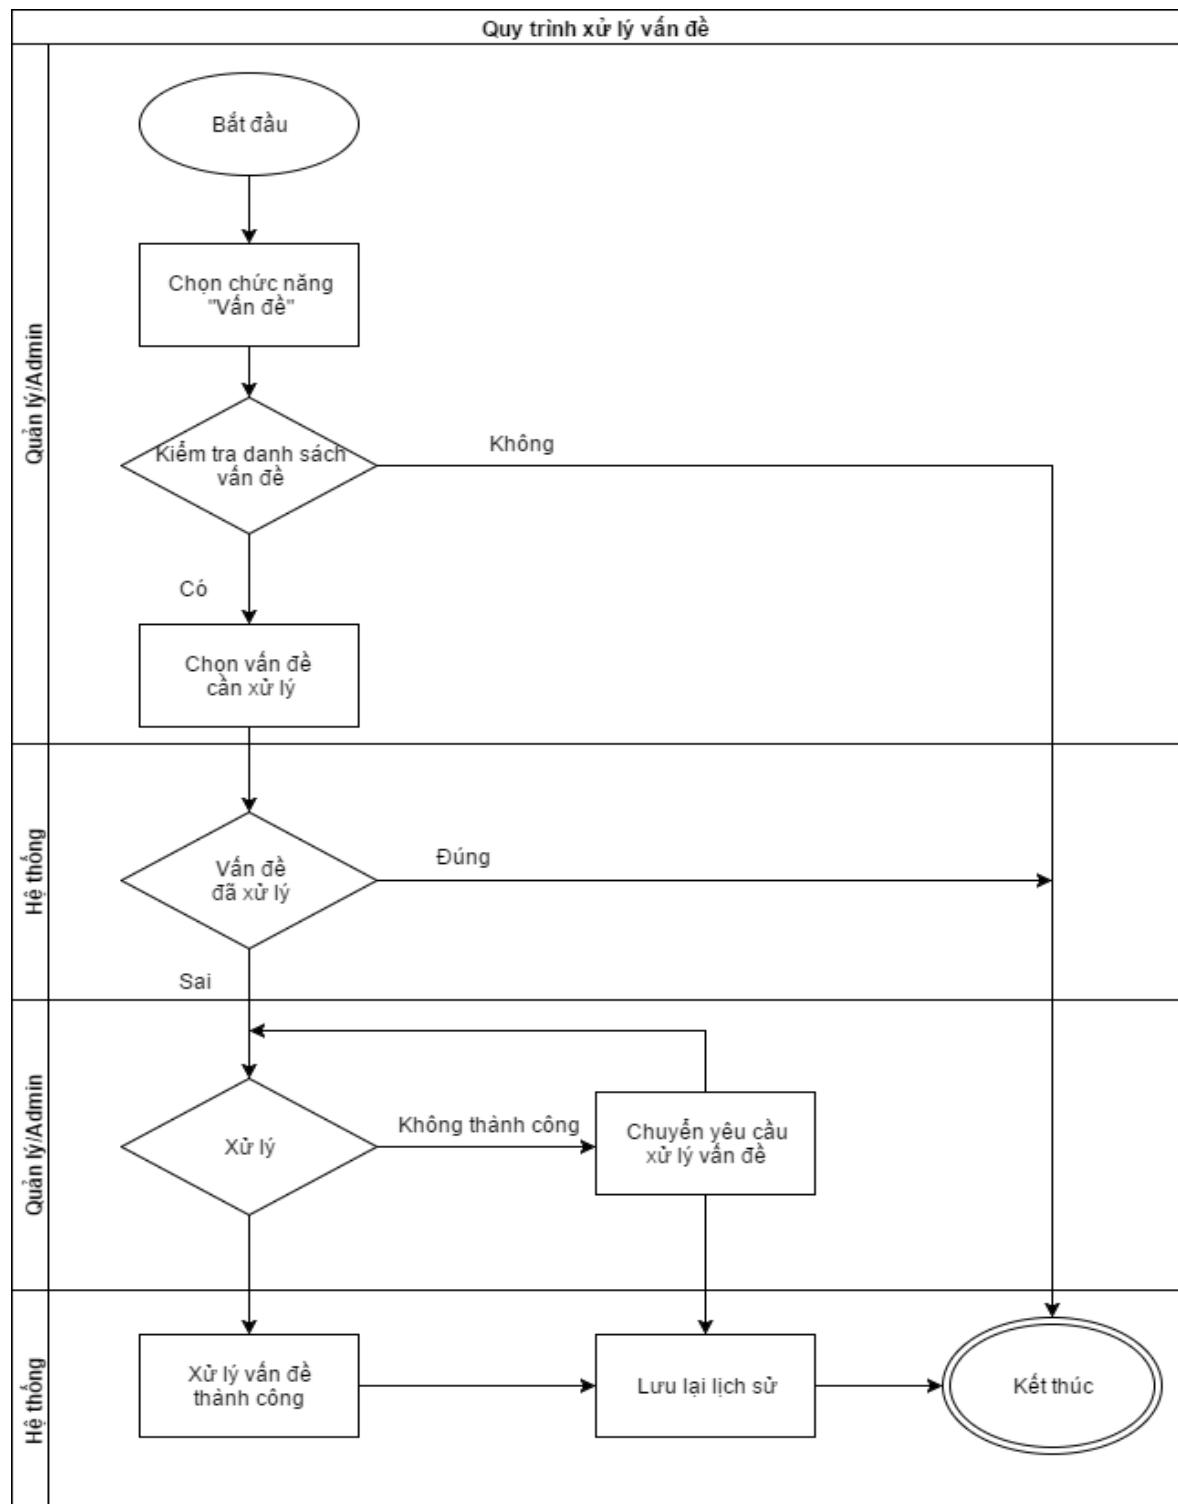 Quy trình xử lý vấn đề
Quản lý/Admin
Bắt đầu
Chọn chức năng
"Vấn đề"
Kiểm tra danh sách
vấn đề
Không
Có
Chọn vấn đề
cần xử lý
Hệ thống
Vấn đề
đã xử lý
Đúng
Sai
Quản lý/Admin
Xử lý
Không thành công
Chuyển yêu cầu
xử lý vấn đề
Hệ thống
Xử lý vấn đề
thành công
Lưu lại lịch sử
Kết thúc